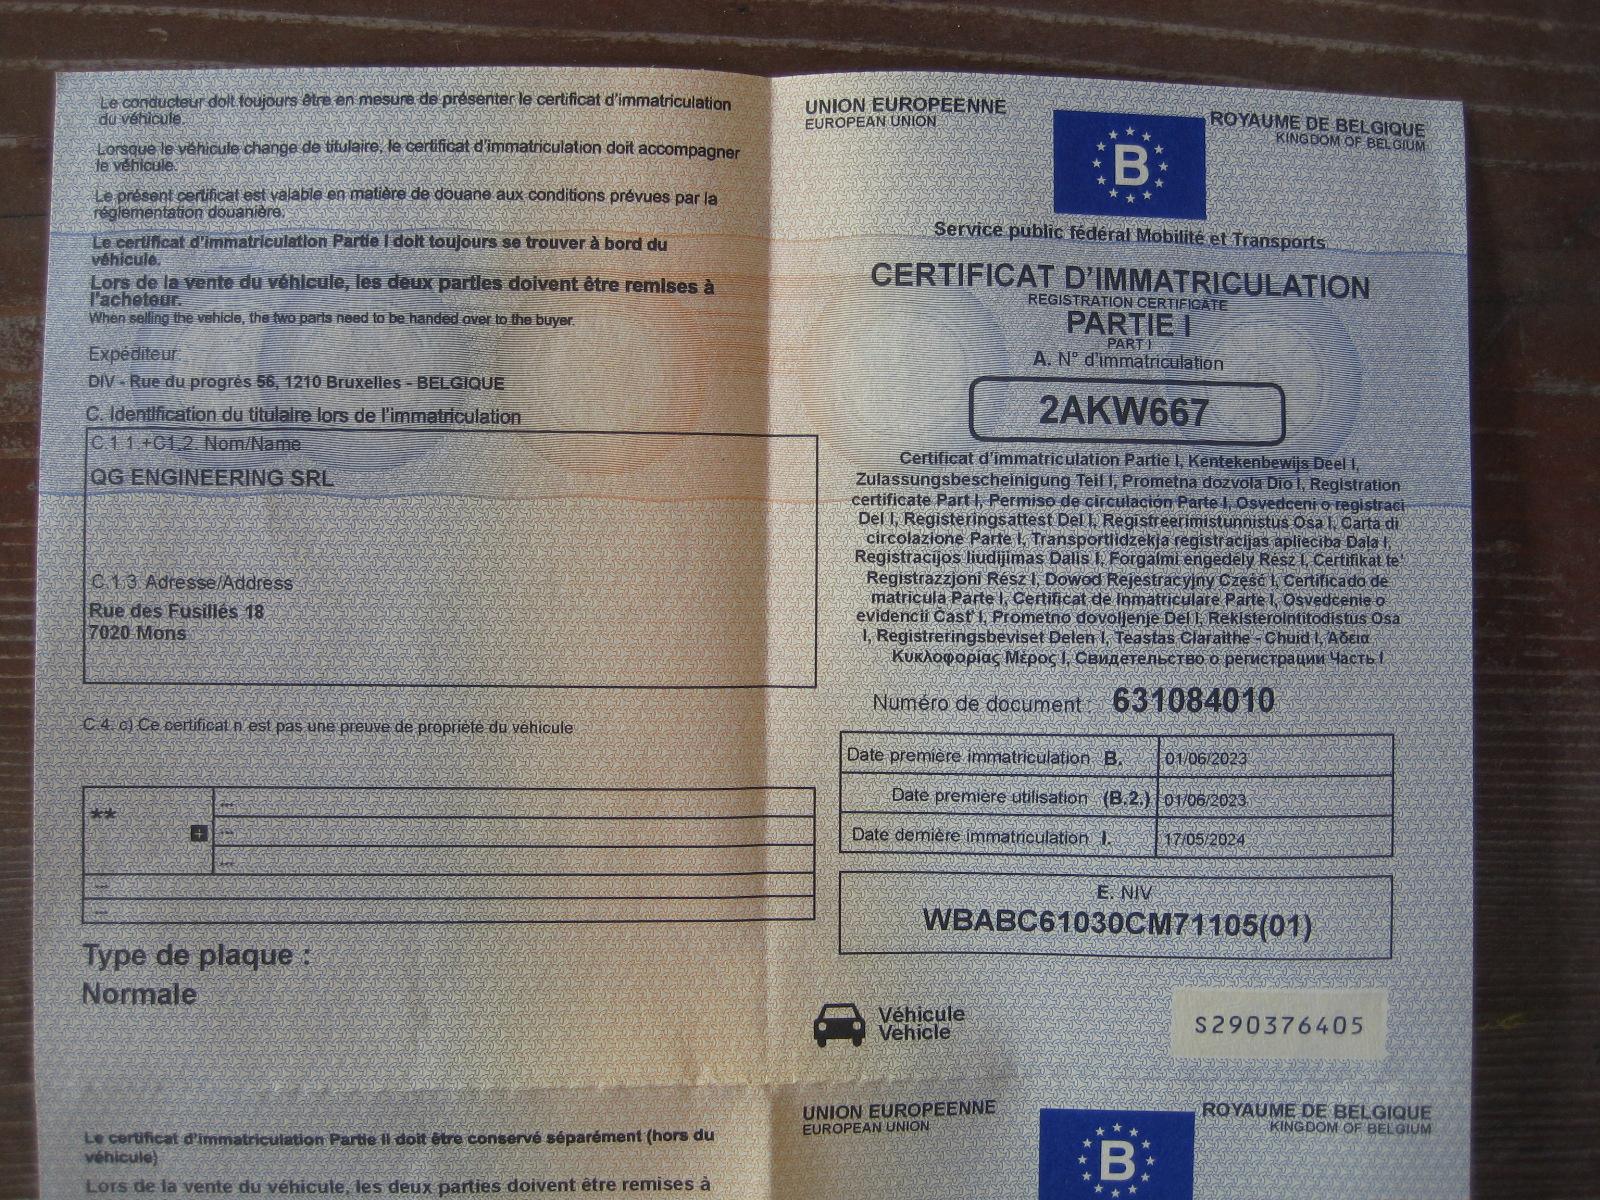 Le conducteur doit toujours être en mesure de présenter le certificat d'immatriculation
du véhicule.
Lorsque le véhicule change de titulaire, le certificat d'immatriculation doit accompagner
le véhicule.
Le présent certificat est valable en matière de douane aux conditions prévues par la
réglementation douanière.
Le certificat d'immatriculation Partie I doit toujours se trouver à bord du
véhicule.
Lors de la vente du véhicule, les deux parties doivent être remises à
l'acheteur.
When selling the vehicle, the two parts need to be handed over to the buyer.
Expéditeur:
DIV - Rue du progrès 56, 1210 Bruxelles - BELGIQUE
C. Identification du titulaire lors de l'immatriculation
C.1.1.+C1.2. Nom/Name
QG ENGINEERING SRL
C.1.3. Adresse/Address
Rue des Fusillés 18
7020 Mons
C.4. c) Ce certificat n'est pas une preuve de propriété du véhicule
**
+
---
---
---
---
---
Type de plaque :
Normale
UNION EUROPEENNE
EUROPEAN UNION
B
ROYAUME DE BELGIQUE
KINGDOM OF BELGIUM
Service public fédéral Mobilité et Transports
CERTIFICAT D'IMMATRICULATION
REGISTRATION CERTIFICATE
PARTIE I
PART I
A. N° d'immatriculation
2AKW667
Certificat d'immatriculation Partie I, Kentekenbewijs Deel I,
Zulassungsbescheinigung Teil I, Prometna dozvola Dio I, Registration
certificate Part I, Permiso de circulación Parte I, Osvedceni o registraci
Del I, Registeringsattest Del I, Registreerimistunnistus Osa I, Carta di
circolazione Parte I, Transportlidzekja registracijas aplieciba Dala I,
Registracijos liudijimas Dalis I, Forgalmi engedély Rész I, Certifikat te'
Registrazzjoni Rész I, Dowod Rejestracyjny Część I, Certificado de
matricula Parte I, Certificat de Inmatriculare Parte I, Osvedcenie o
evidencii Cast' I, Prometno dovoljenje Del I, Rekisterointitodistus Osa
I, Registreringsbeviset Delen I, Teastas Claraithe - Chuid I, Άδεια
Κυκλοφορίας Μέρος I, Свидетельство о регистрации Часть I
Numéro de document : 631084010
Date première immatriculation B. 01/06/2023
Date première utilisation (B.2.) 01/06/2023
Date dernière immatriculation I. 17/05/2024
E. NIV
WBABC61030CM71105(01)
Véhicule
Vehicle
S290376405
Le certificat d'immatriculation Partie II doit être conservé séparément (hors du
véhicule)
Lors de la vente du véhicule, les deux parties doivent être remises à
UNION EUROPEENNE
EUROPEAN UNION
B
ROYAUME DE BELGIQUE
KINGDOM OF BELGIUM